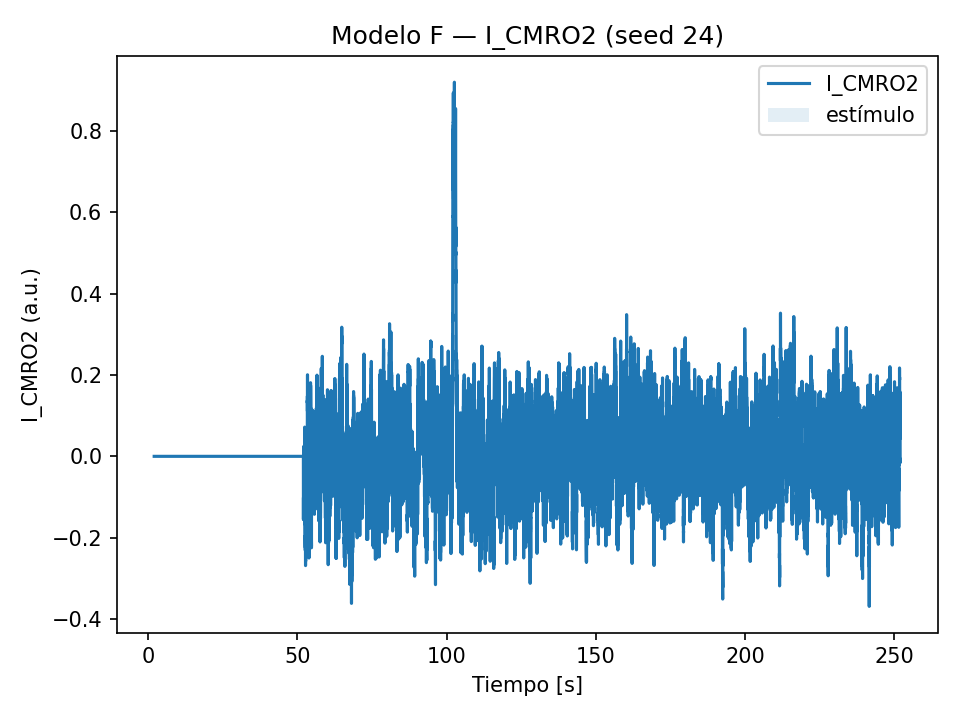 Modelo F — I_CMRO2 (seed 24)
I_CMRO2
estímulo
I_CMRO2 (a.u.)
0.8
0.6
0.4
0.2
0.0
−0.2
−0.4
0 50 100 150 200 250
Tiempo [s]